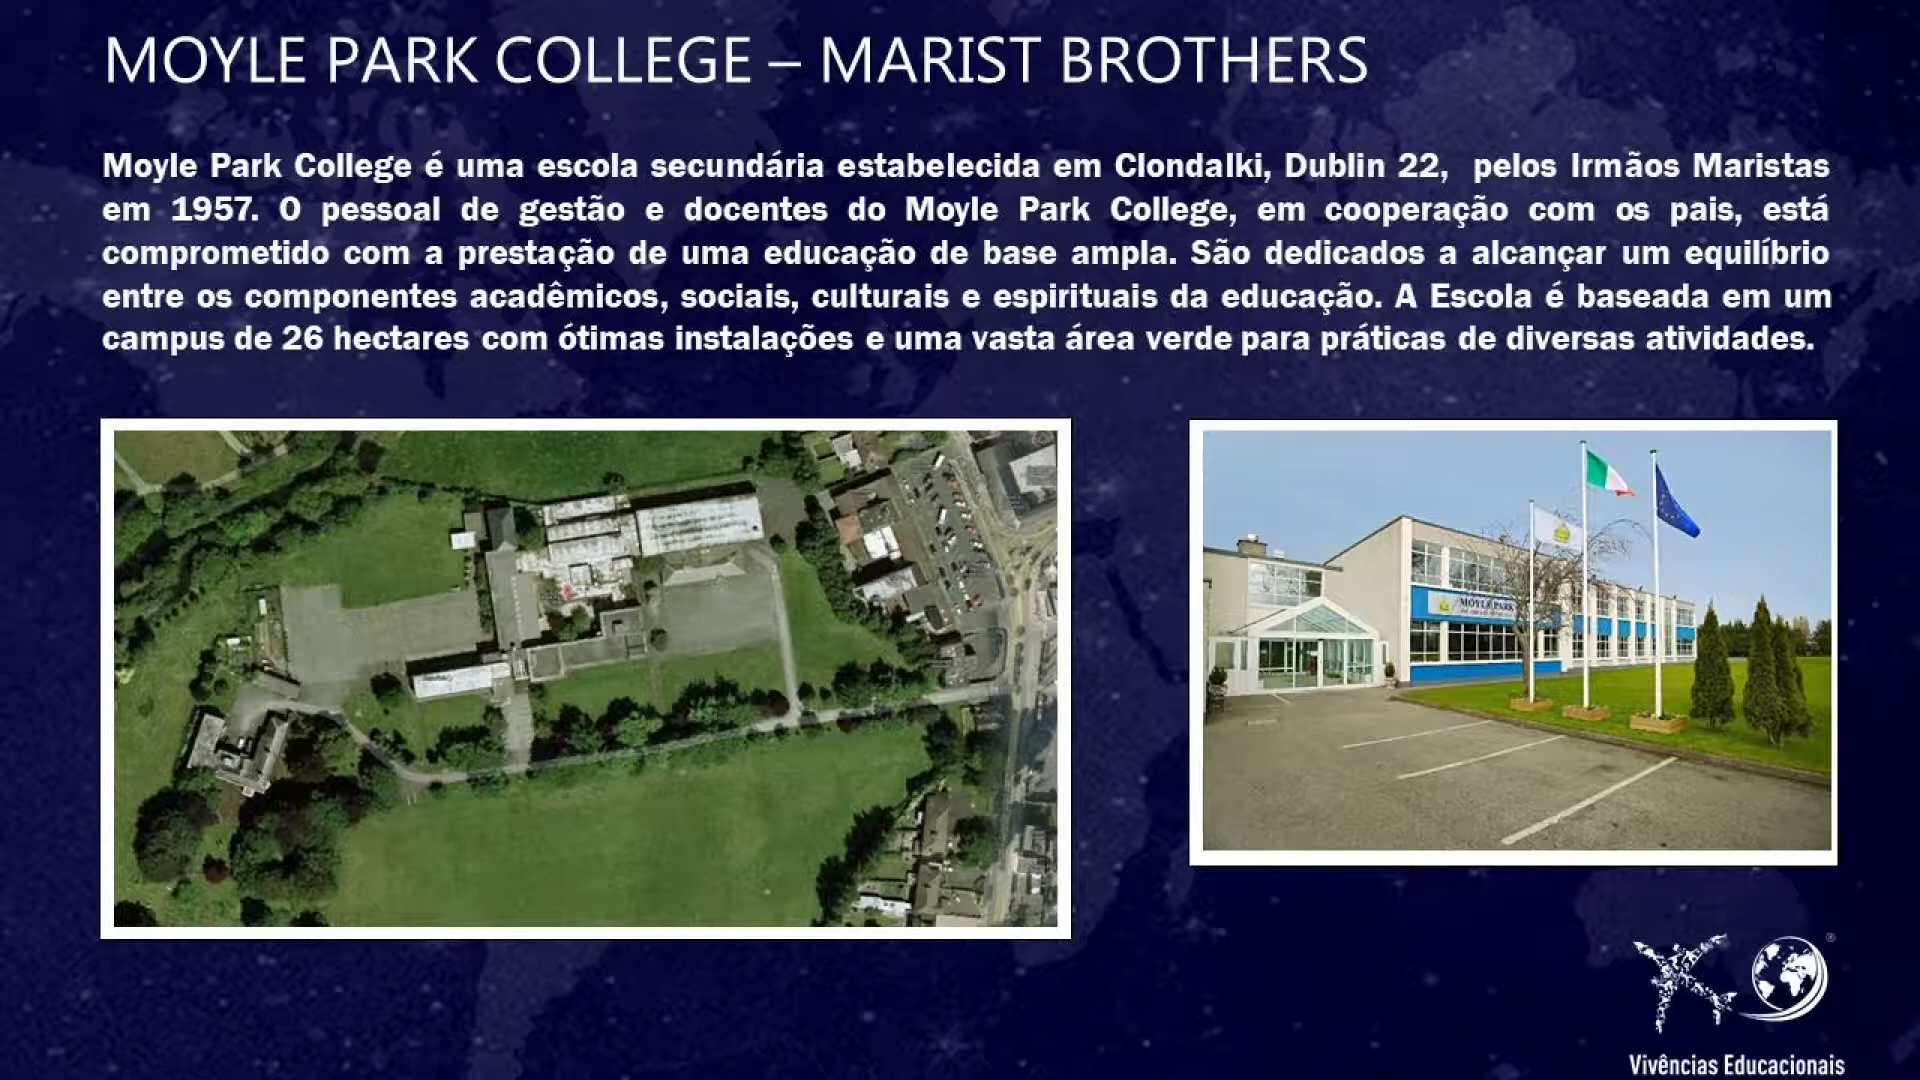 MOYLE PARK COLLEGE – MARIST BROTHERS
Moyle Park College é uma escola secundária estabelecida em Clondalki, Dublin 22, pelos Irmãos Maristas
em 1957. O pessoal de gestão e docentes do Moyle Park College, em cooperação com os pais, está
comprometido com a prestação de uma educação de base ampla. São dedicados a alcançar um equilíbrio
entre os componentes acadêmicos, sociais, culturais e espirituais da educação. A Escola é baseada em um
campus de 26 hectares com ótimas instalações e uma vasta área verde para práticas de diversas atividades.
MOYLE PARK
®
Vivências Educacionais